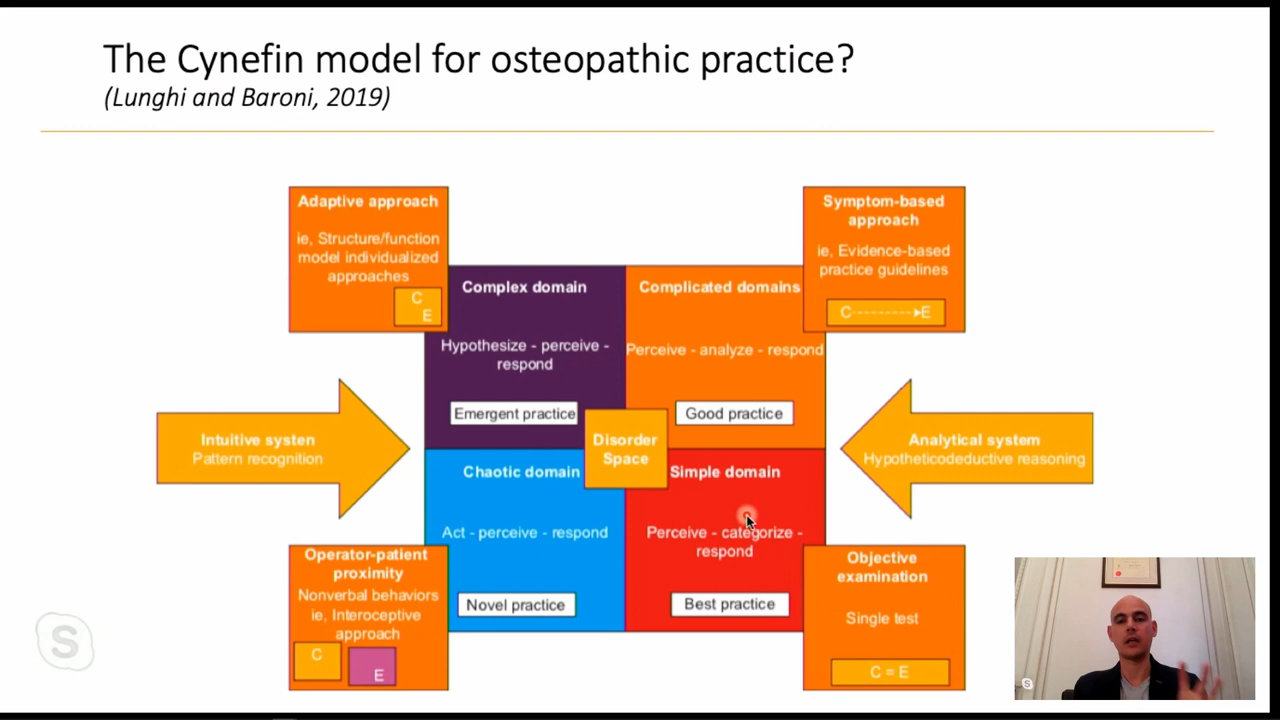 The Cynefin model for osteopathic practice?
(Lunghi and Baroni, 2019)
Adaptive approach
ie, Structure/function
model individualized
approaches
C
E
Symptom-based
approach
ie, Evidence-based
practice guidelines
C----------►E
Complex domain
Hypothesize - perceive -
respond
Emergent practice
Complicated domains
Perceive - analyze - respond
Good practice
Intuitive systen
Pattern recognition
Disorder
Space
Analytical system
Hypotheticodeductive reasoning
Chaotic domain
Act - perceive - respond
Novel practice
Simple domain
Perceive - categorize -
respond
Best practice
Operator-patient
proximity
Nonverbal behaviors
ie, Interoceptive
approach
C
E
Objective
examination
Single test
C = E
S
S